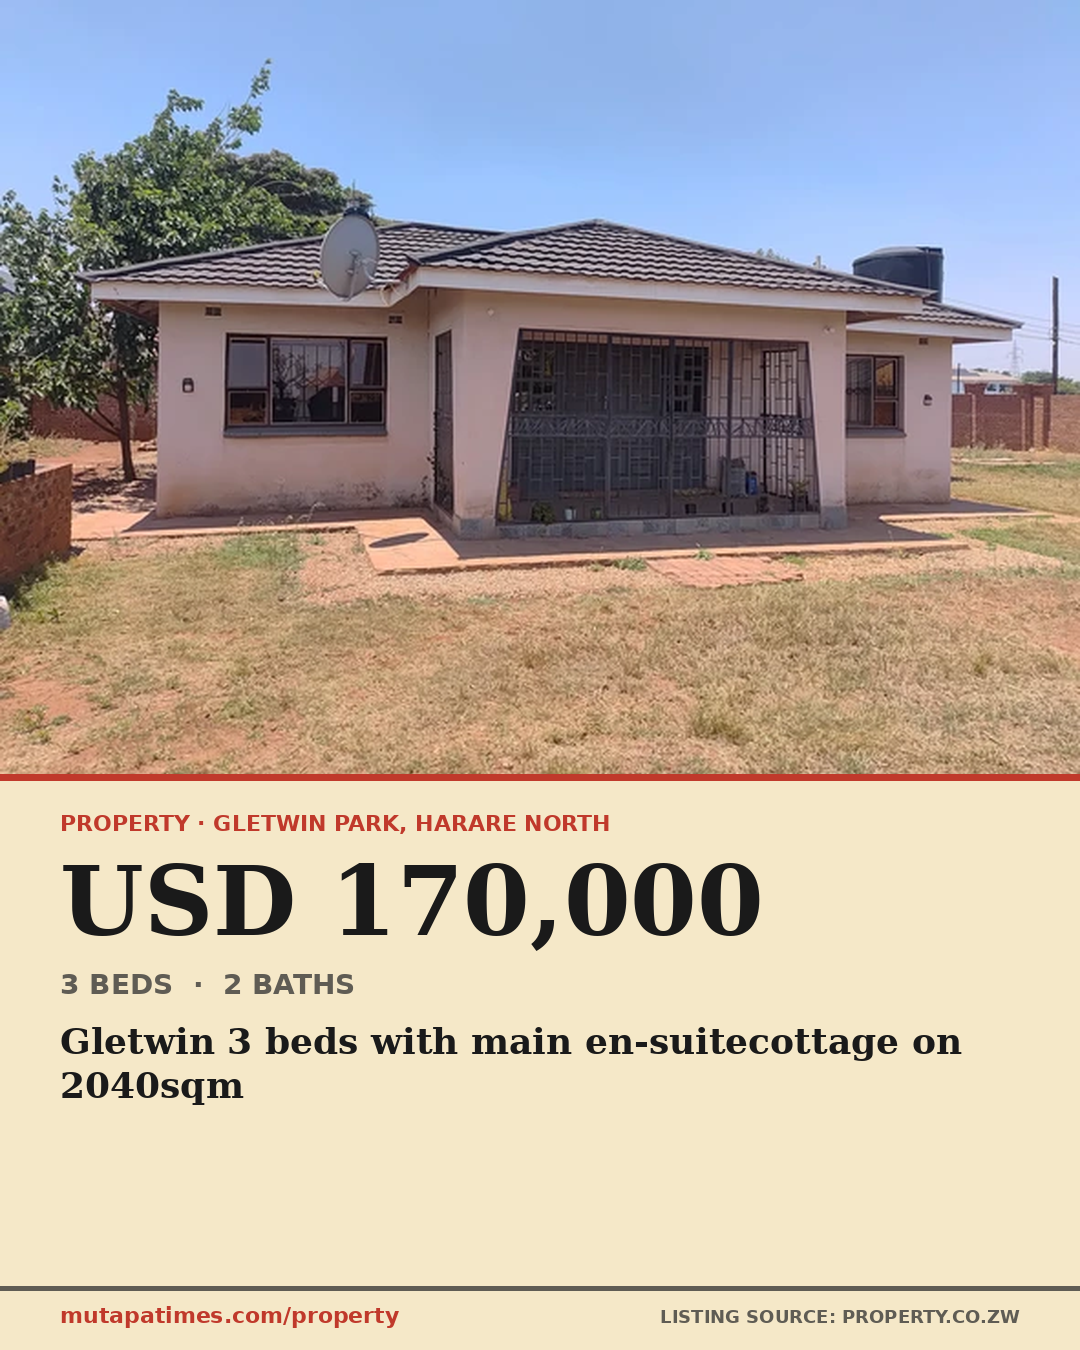 PROPERTY · GLETWIN PARK, HARARE NORTH
USD 170,000
3 BEDS · 2 BATHS
Gletwin 3 beds with main en-suitecottage on
2040sqm
mutapatimes.com/property
LISTING SOURCE: PROPERTY.CO.ZW